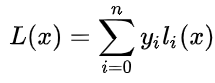 L(x) = \sum_{i=0}^{n} y_i l_i(x)